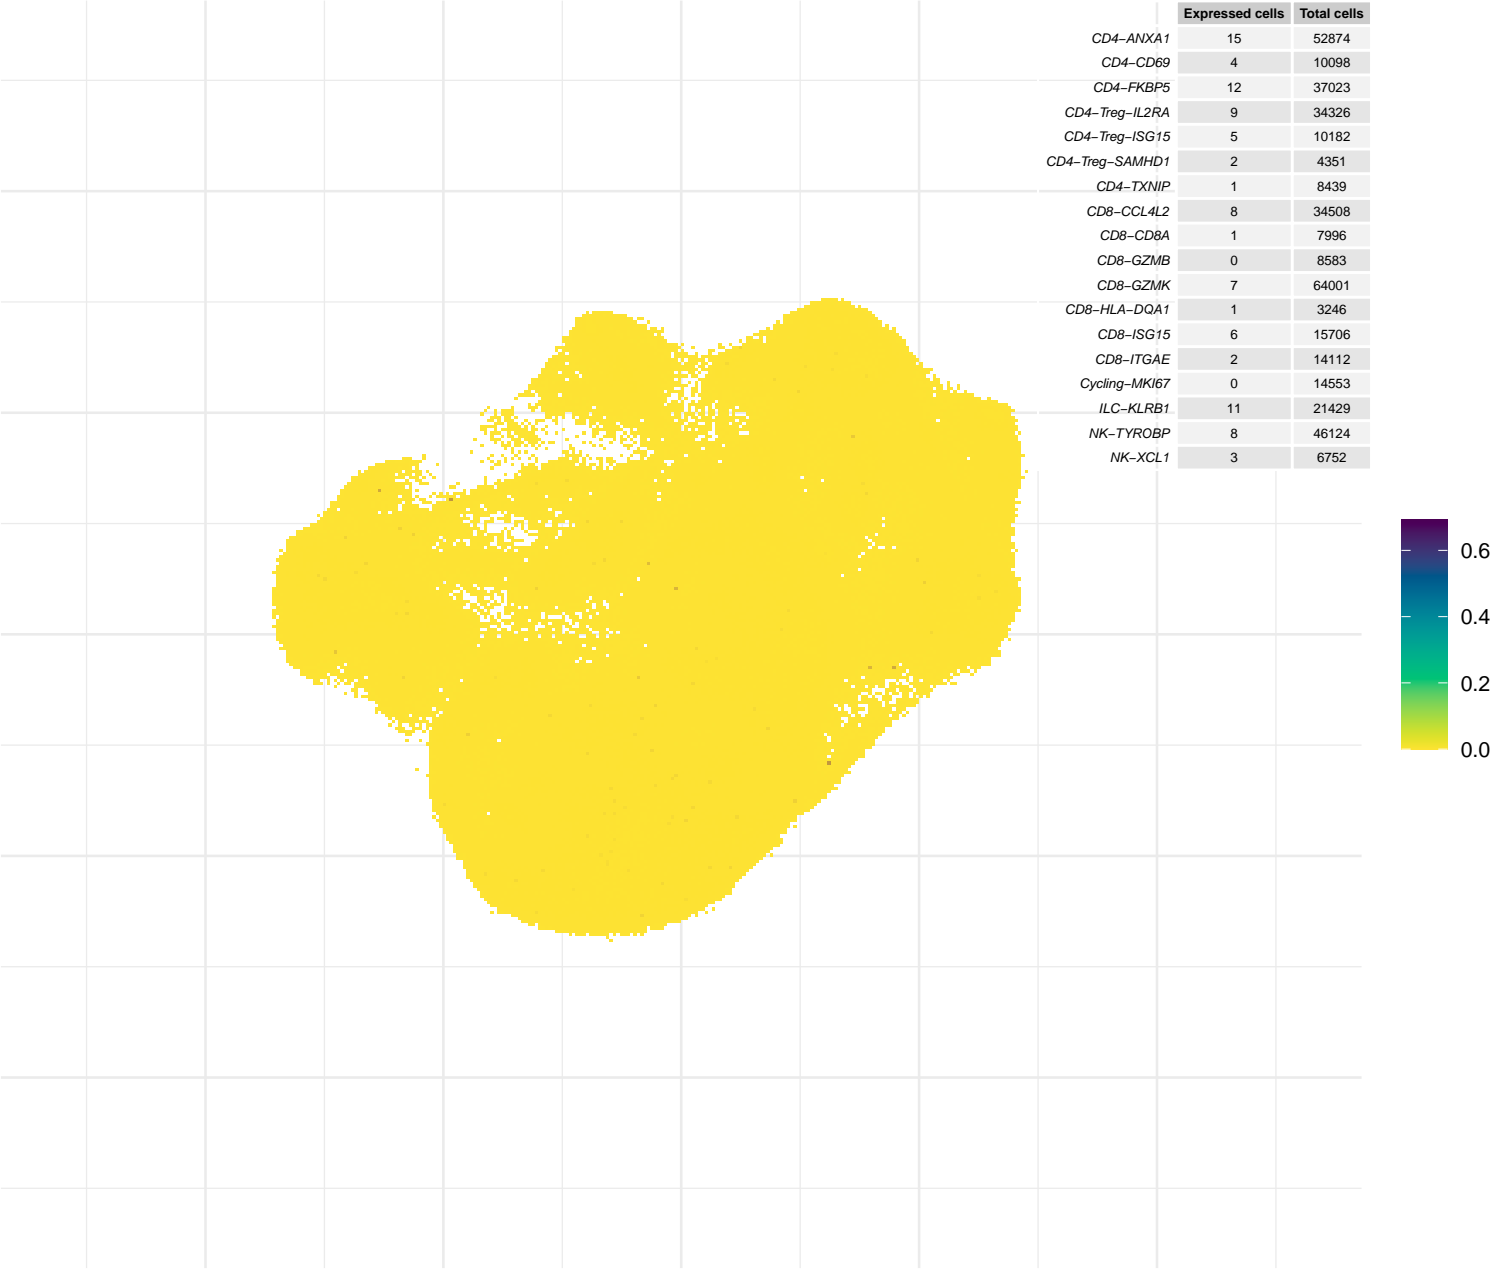 Expressed cells Total cells
CD4−ANXA1 15 52874
CD4−CD69 4 10098
CD4−FKBP5 12 37023
CD4−Treg−IL2RA 9 34326
CD4−Treg−ISG15 5 10182
CD4−Treg−SAMHD1 2 4351
CD4−TXNIP 1 8439
CD8−CCL4L2 8 34508
CD8−CD8A 1 7996
CD8−GZMB 0 8583
CD8−GZMK 7 64001
CD8−HLA−DQA1 1 3246
CD8−ISG15 6 15706
CD8−ITGAE 2 14112
Cycling−MKI67 0 14553
ILC−KLRB1 11 21429
NK−TYROBP 8 46124
NK−XCL1 3 6752
0.6
0.4
0.2
0.0